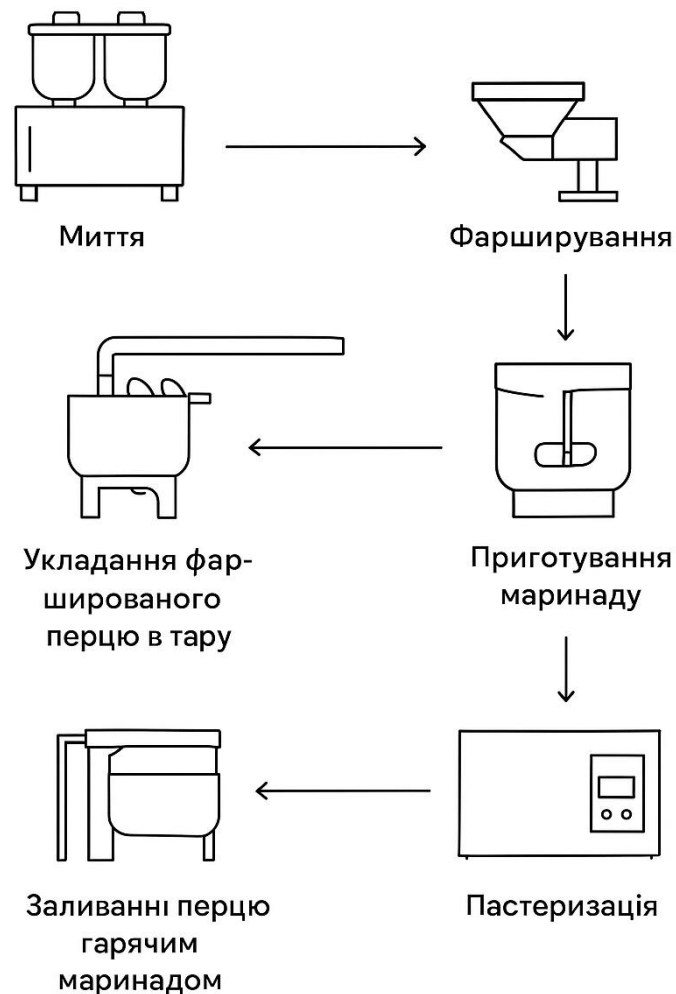 Миття
Фарширування
Укладання фар-
шированого
перцю в тару
Приготування
маринаду
Заливанні перцю
гарячим
маринадом
Пастеризація